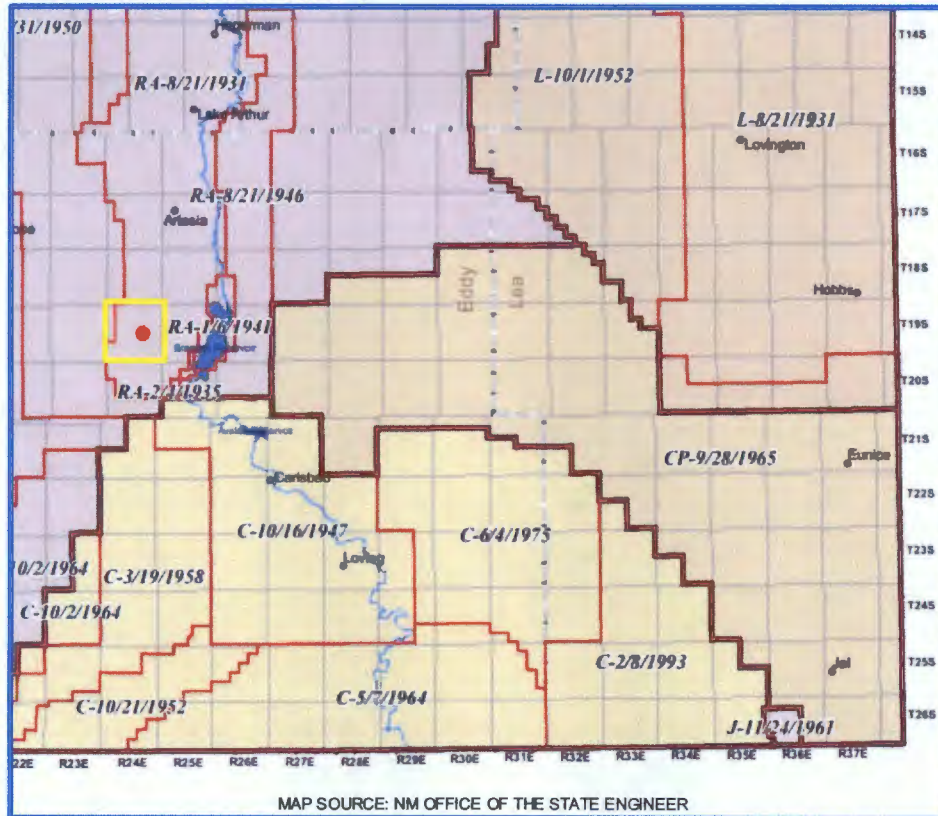 /31/1950
Hagerman
T14S
RA-8/21/1931
L-10/1/1952
T15S
Lake Arthur
L-8/21/1931
Lovington
T16S
RA-8/21/1946
Artesia
T17S
Eddy
Lea
T18S
Hobbs
RA-1/6/1941
T19S
RA-2/1/1935
T20S
T21S
CP-9/28/1965
Eunice
Carlsbad
T22S
C-10/16/1947
C-6/4/1975
T23S
10/2/1964
C-3/19/1958
Loving
C-10/2/1964
T24S
C-2/8/1993
Jal
T25S
C-10/21/1952
C-5/7/1964
J-11/24/1961
T26S
22E R23E R24E R25E R26E R28E R29E R30E R31E R32E R33E R34E R35E R36E R37E
MAP SOURCE: NM OFFICE OF THE STATE ENGINEER